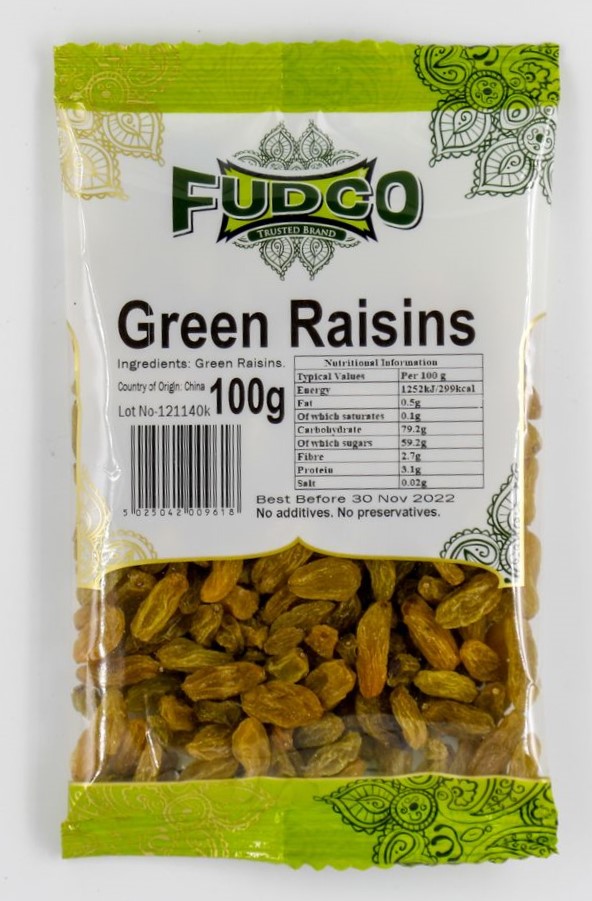 FUDCO
TRUSTED BRAND
Green Raisins
Ingredients: Green Raisins.
Country of Origin: China
Lot No-121140k
100g
Nutritional Information
Typical Values Per 100 g
Energy 1252kJ/299kcal
Fat 0.5g
Of which saturates 0.1g
Carbohydrate 79.2g
Of which sugars 59.2g
Fibre 2.7g
Protein 3.1g
Salt 0.02g
5 025042 009618
Best Before 30 Nov 2022
No additives. No preservatives.